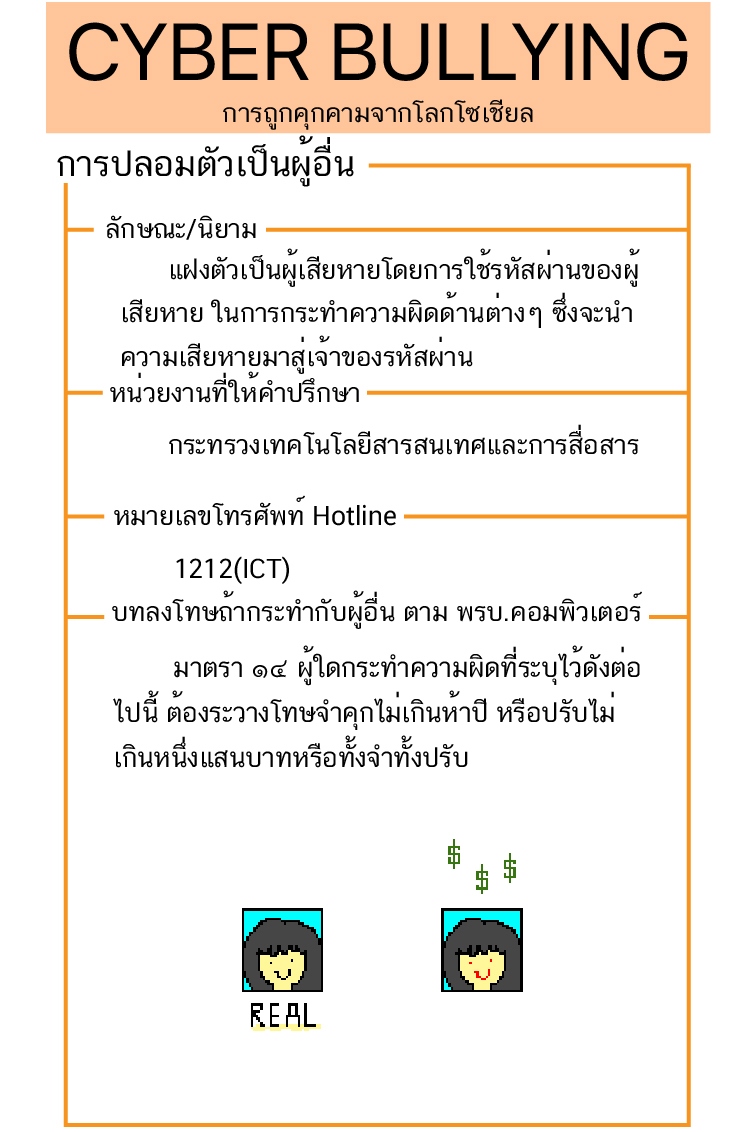 CYBER BULLYING
การถูกคุกคามจากโลกโซเชียล
การปลอมตัวเป็นผู้อื่น
ลักษณะ/นิยาม
แฝงตัวเป็นผู้เสียหายโดยการใช้รหัสผ่านของผู้
เสียหาย ในการกระทำความผิดด้านต่างๆ ซึ่งจะนำ
ความเสียหายมาสู่เจ้าของรหัสผ่าน
หน่วยงานที่ให้คำปรึกษา
กระทรวงเทคโนโลยีสารสนเทศและการสื่อสาร
หมายเลขโทรศัพท์ Hotline
1212(ICT)
บทลงโทษถ้ากระทำกับผู้อื่น ตาม พรบ.คอมพิวเตอร์
มาตรา ๑๔ ผู้ใดกระทำความผิดที่ระบุไว้ดังต่อ
ไปนี้ ต้องระวางโทษจำคุกไม่เกินห้าปี หรือปรับไม่
เกินหนึ่งแสนบาทหรือทั้งจำทั้งปรับ
$ $ $
REAL